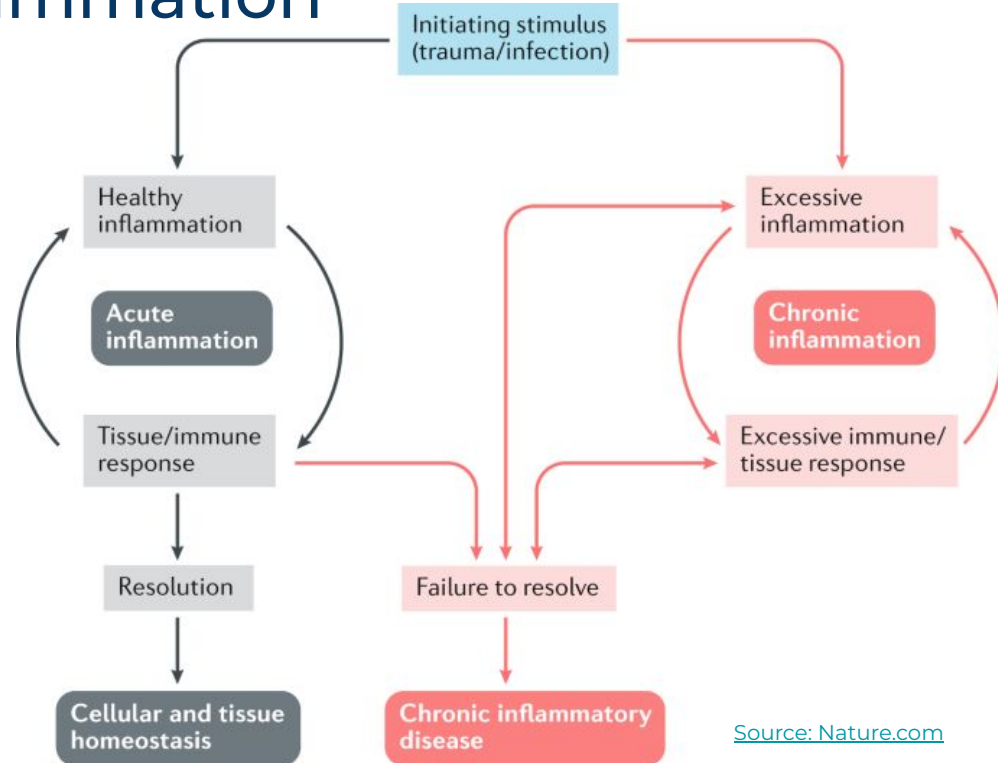 Initiating stimulus
(trauma/infection)
Healthy
inflammation
Excessive
inflammation
Acute
inflammation
Chronic
inflammation
Tissue/immune
response
Excessive immune/
tissue response
Resolution
Failure to resolve
Cellular and tissue
homeostasis
Chronic inflammatory
disease
Source: Nature.com